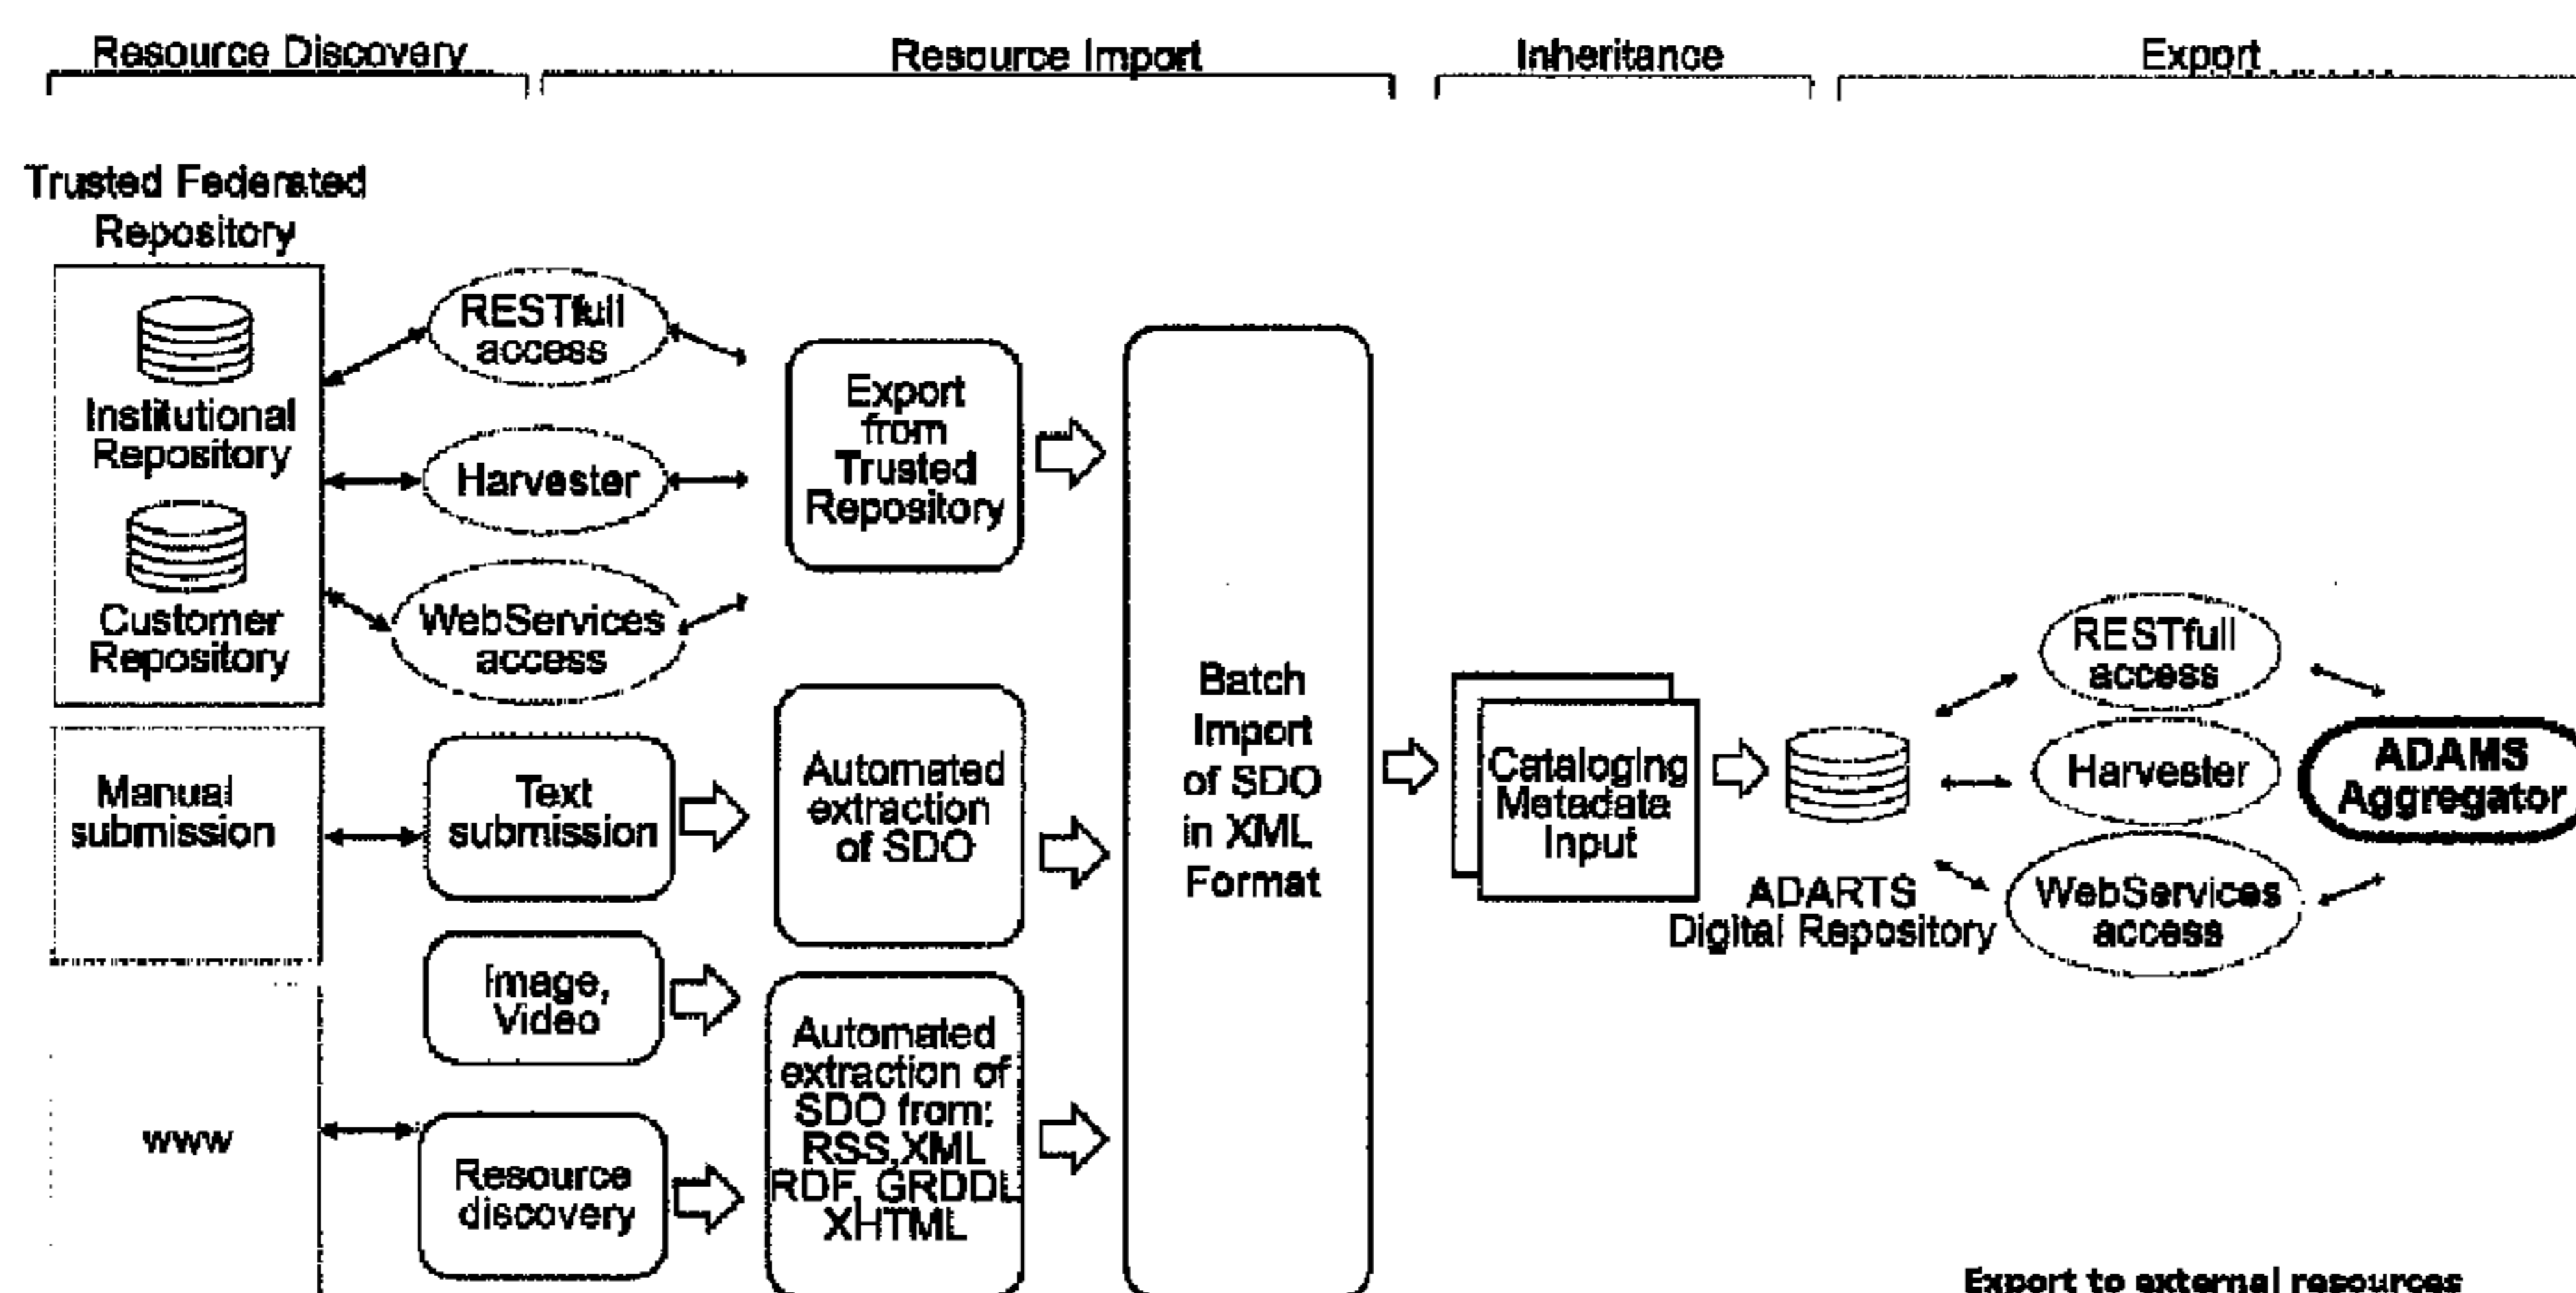 Resource Discovery
Resource Import
Inheritance
Export
Trusted Federated
Repository
Institutional
Repository
Customer
Repository
RESTfull
access
Harvester
WebServices
access
Export
from
Trusted
Repository
Manual
submission
Text
submission
Automated
extraction
of SDO
Image,
Video
www
Resource
discovery
Automated
extraction of
SDO from:
RSS,XML
RDF, GRDDL
XHTML
Batch
Import
of SDO
in XML
Format
Cataloging
Metadata
Input
ADARTS
Digital Repository
RESTfull
access
Harvester
WebServices
access
ADAMS
Aggregator
Export to external resources